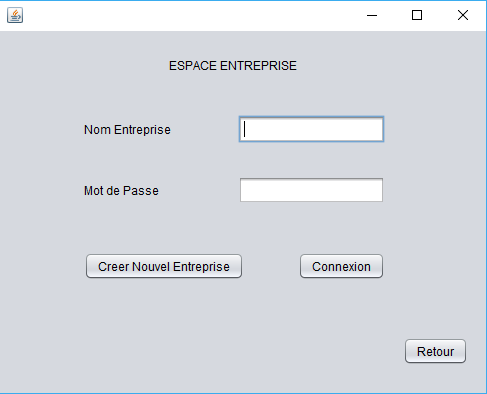 ESPACE ENTREPRISE
Nom Entreprise
Mot de Passe
Creer Nouvel Entreprise
Connexion
Retour